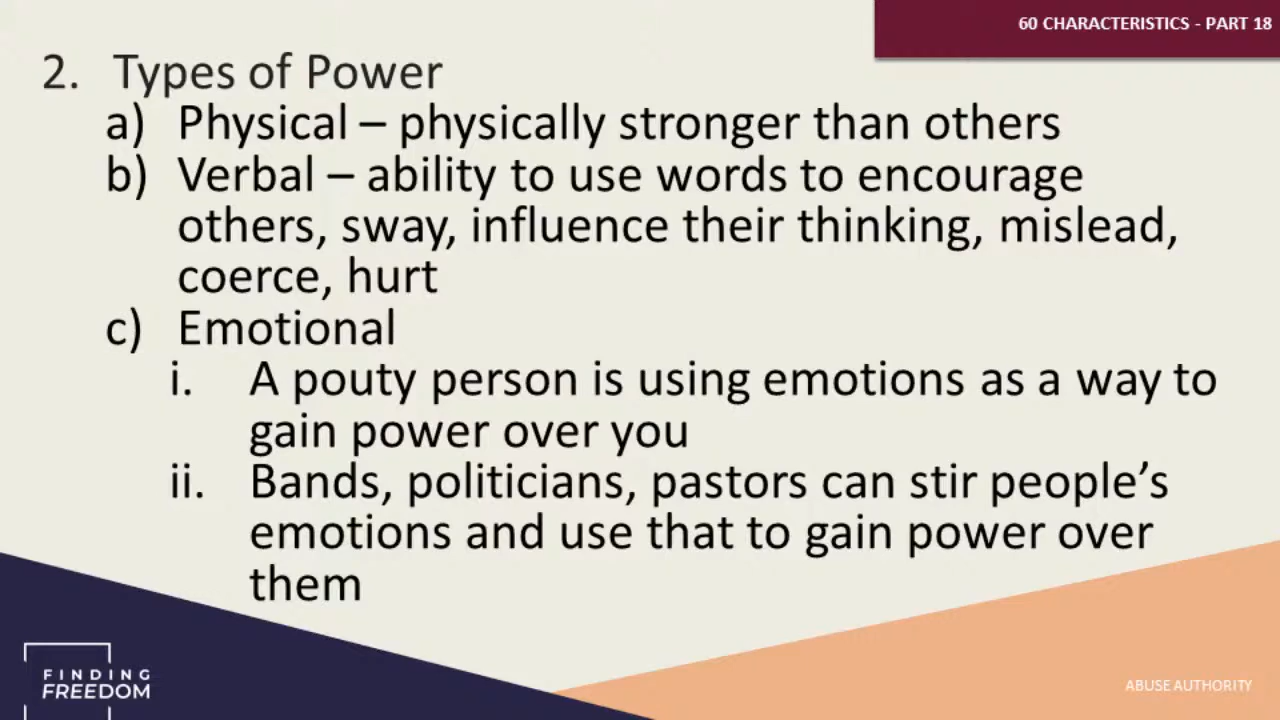 60 CHARACTERISTICS - PART 18
2. Types of Power
a) Physical – physically stronger than others
b) Verbal – ability to use words to encourage
others, sway, influence their thinking, mislead,
coerce, hurt
c) Emotional
i. A pouty person is using emotions as a way to
gain power over you
ii. Bands, politicians, pastors can stir people’s
emotions and use that to gain power over
them
FINDING
FREEDOM
ABUSE AUTHORITY